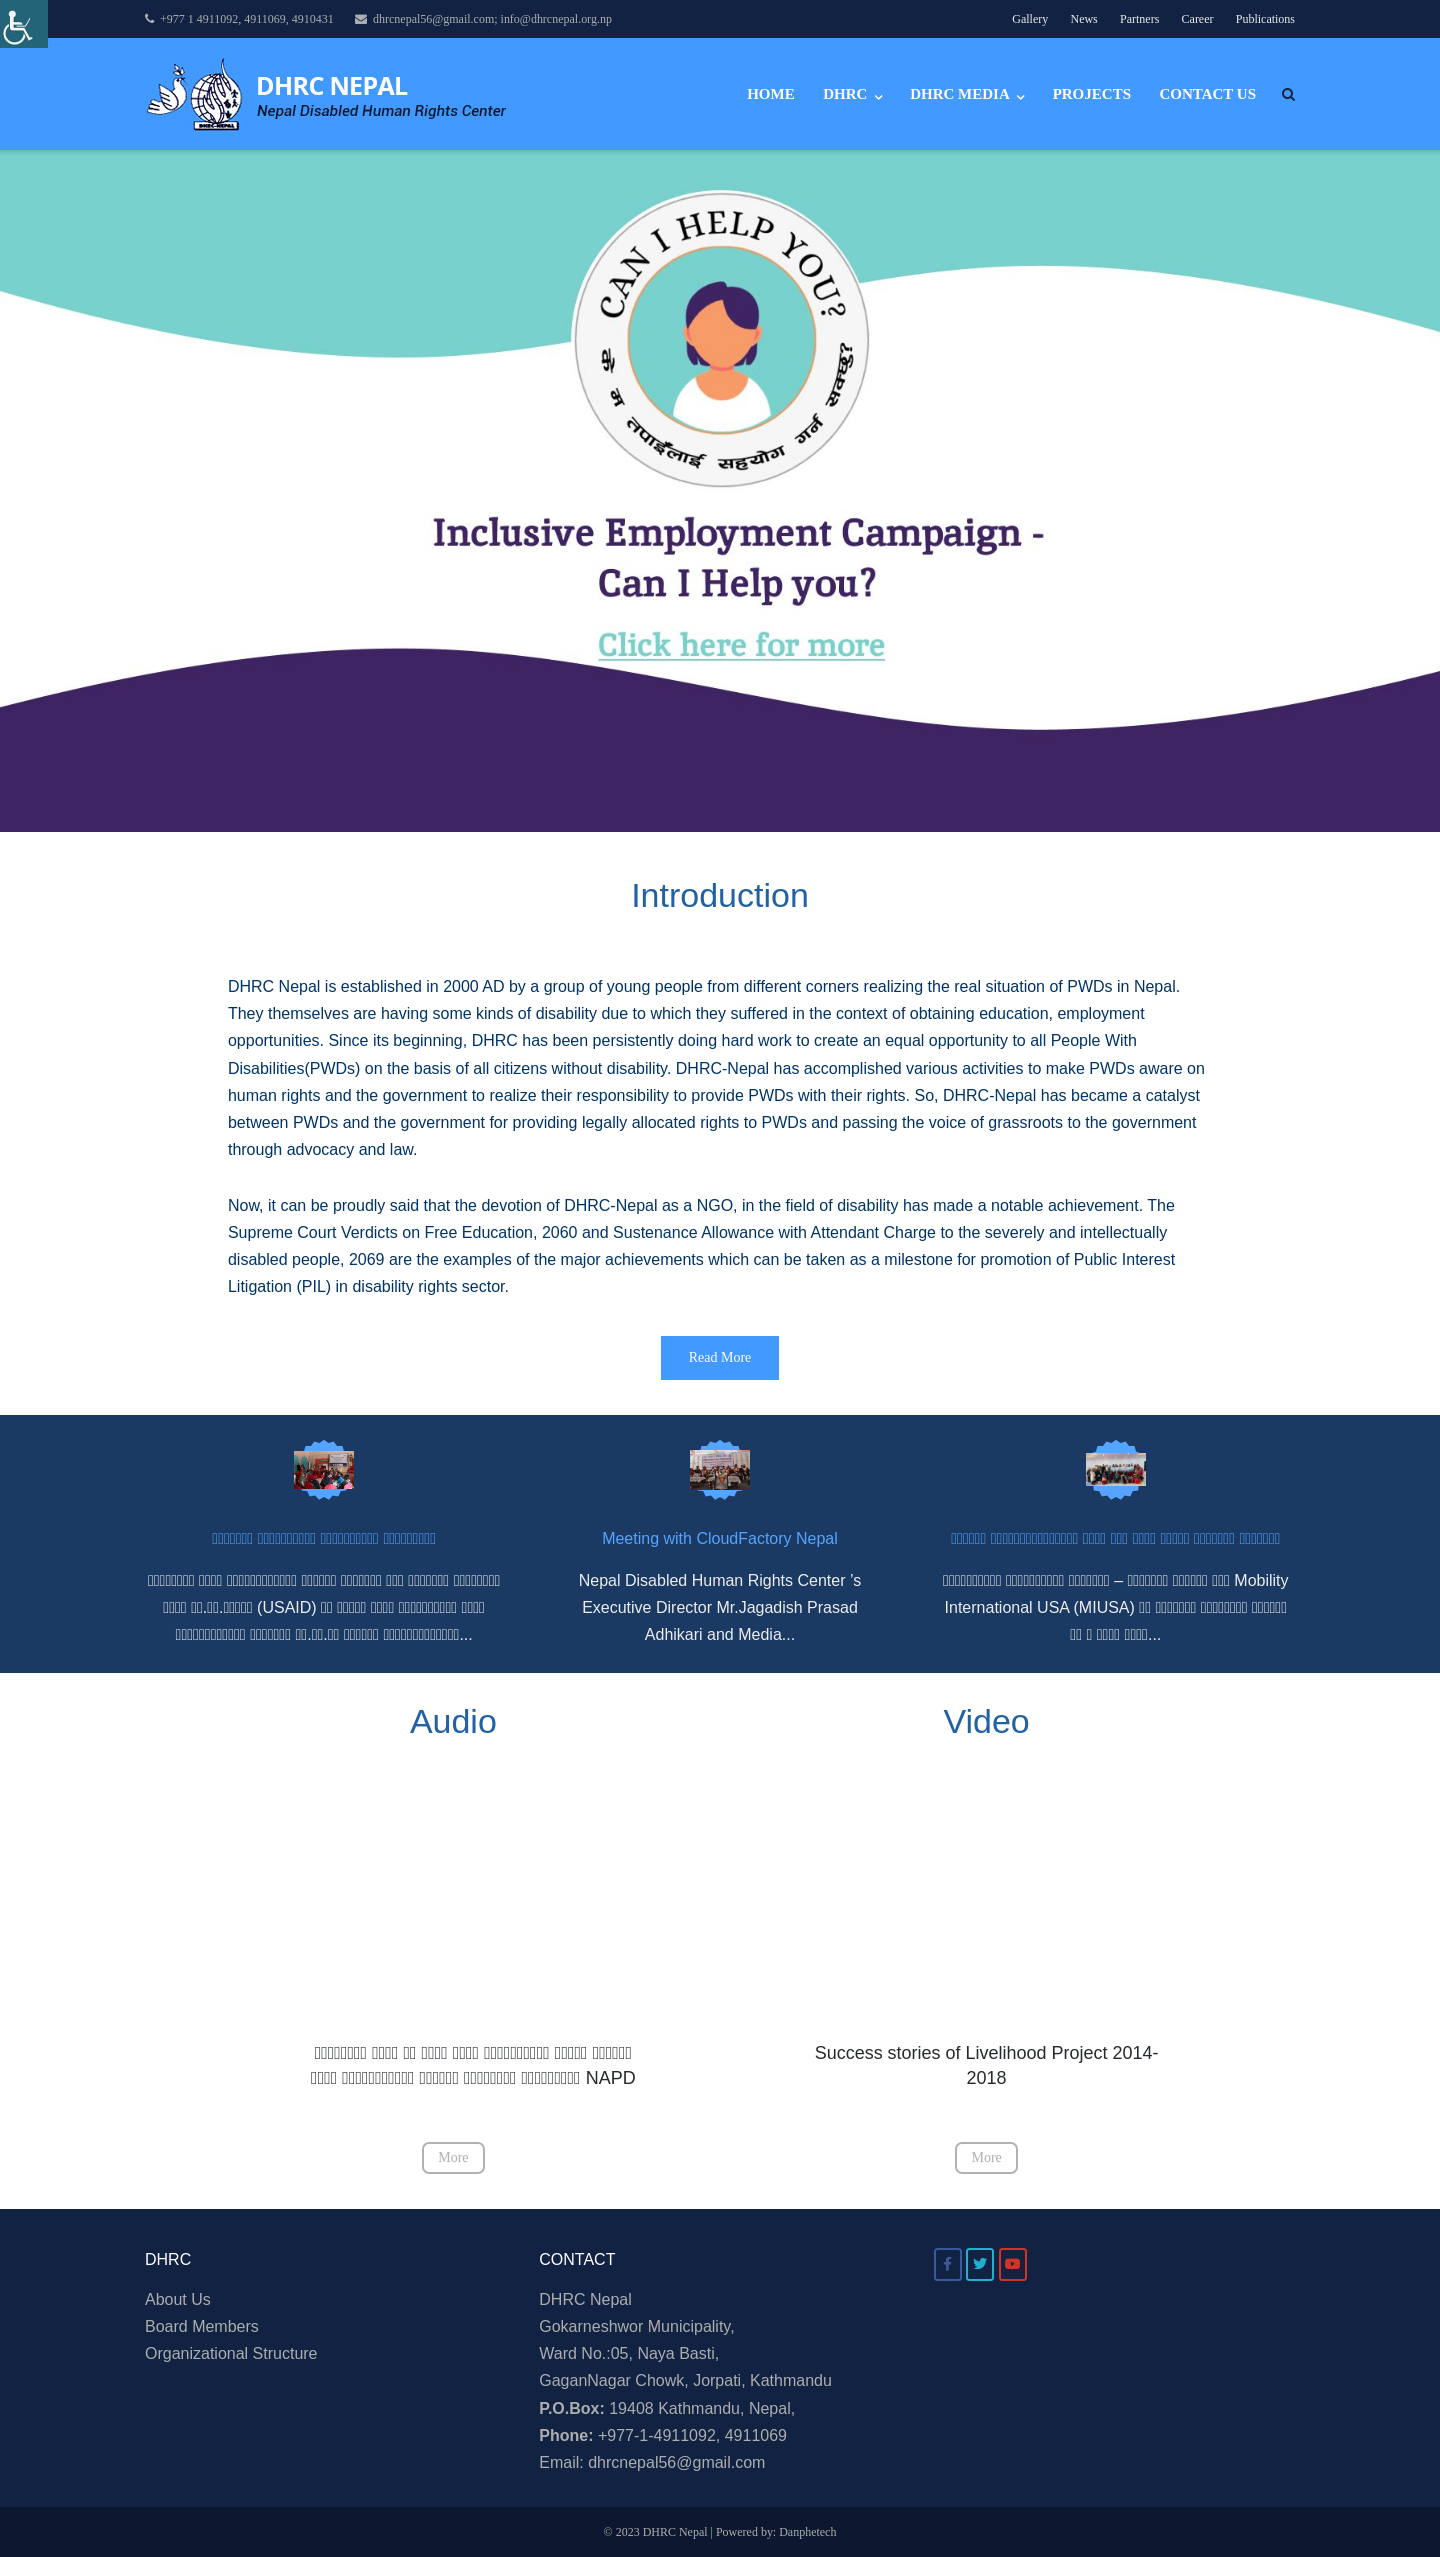 +977 1 4911092, 4911069, 4910431 dhrcnepal56@gmail.com; info@dhrcnepal.org.np Gallery News Partners Career Publications
DHRC NEPAL
Nepal Disabled Human Rights Center
DHRC-NEPAL
HOME DHRC DHRC MEDIA PROJECTS CONTACT US
CAN I HELP YOU?
के म तपाईँलाई सहयोग गर्न सक्छु?
Inclusive Employment Campaign -
Can I Help you?
Click here for more
Introduction
DHRC Nepal is established in 2000 AD by a group of young people from different corners realizing the real situation of PWDs in Nepal.
They themselves are having some kinds of disability due to which they suffered in the context of obtaining education, employment
opportunities. Since its beginning, DHRC has been persistently doing hard work to create an equal opportunity to all People With
Disabilities(PWDs) on the basis of all citizens without disability. DHRC-Nepal has accomplished various activities to make PWDs aware on
human rights and the government to realize their responsibility to provide PWDs with their rights. So, DHRC-Nepal has became a catalyst
between PWDs and the government for providing legally allocated rights to PWDs and passing the voice of grassroots to the government
through advocacy and law.
Now, it can be proudly said that the devotion of DHRC-Nepal as a NGO, in the field of disability has made a notable achievement. The
Supreme Court Verdicts on Free Education, 2060 and Sustenance Allowance with Attendant Charge to the severely and intellectually
disabled people, 2069 are the examples of the major achievements which can be taken as a milestone for promotion of Public Interest
Litigation (PIL) in disability rights sector.
Read More
(USAID)
Meeting with CloudFactory Nepal
Nepal Disabled Human Rights Center 's
Executive Director Mr.Jagadish Prasad
Adhikari and Media...
– Mobility
International USA (MIUSA)
...
Audio
NAPD
More
Video
Success stories of Livelihood Project 2014-
2018
More
DHRC
About Us
Board Members
Organizational Structure
CONTACT
DHRC Nepal
Gokarneshwor Municipality,
Ward No.:05, Naya Basti,
GaganNagar Chowk, Jorpati, Kathmandu
P.O.Box: 19408 Kathmandu, Nepal,
Phone: +977-1-4911092, 4911069
Email: dhrcnepal56@gmail.com
© 2023 DHRC Nepal | Powered by: Danphetech